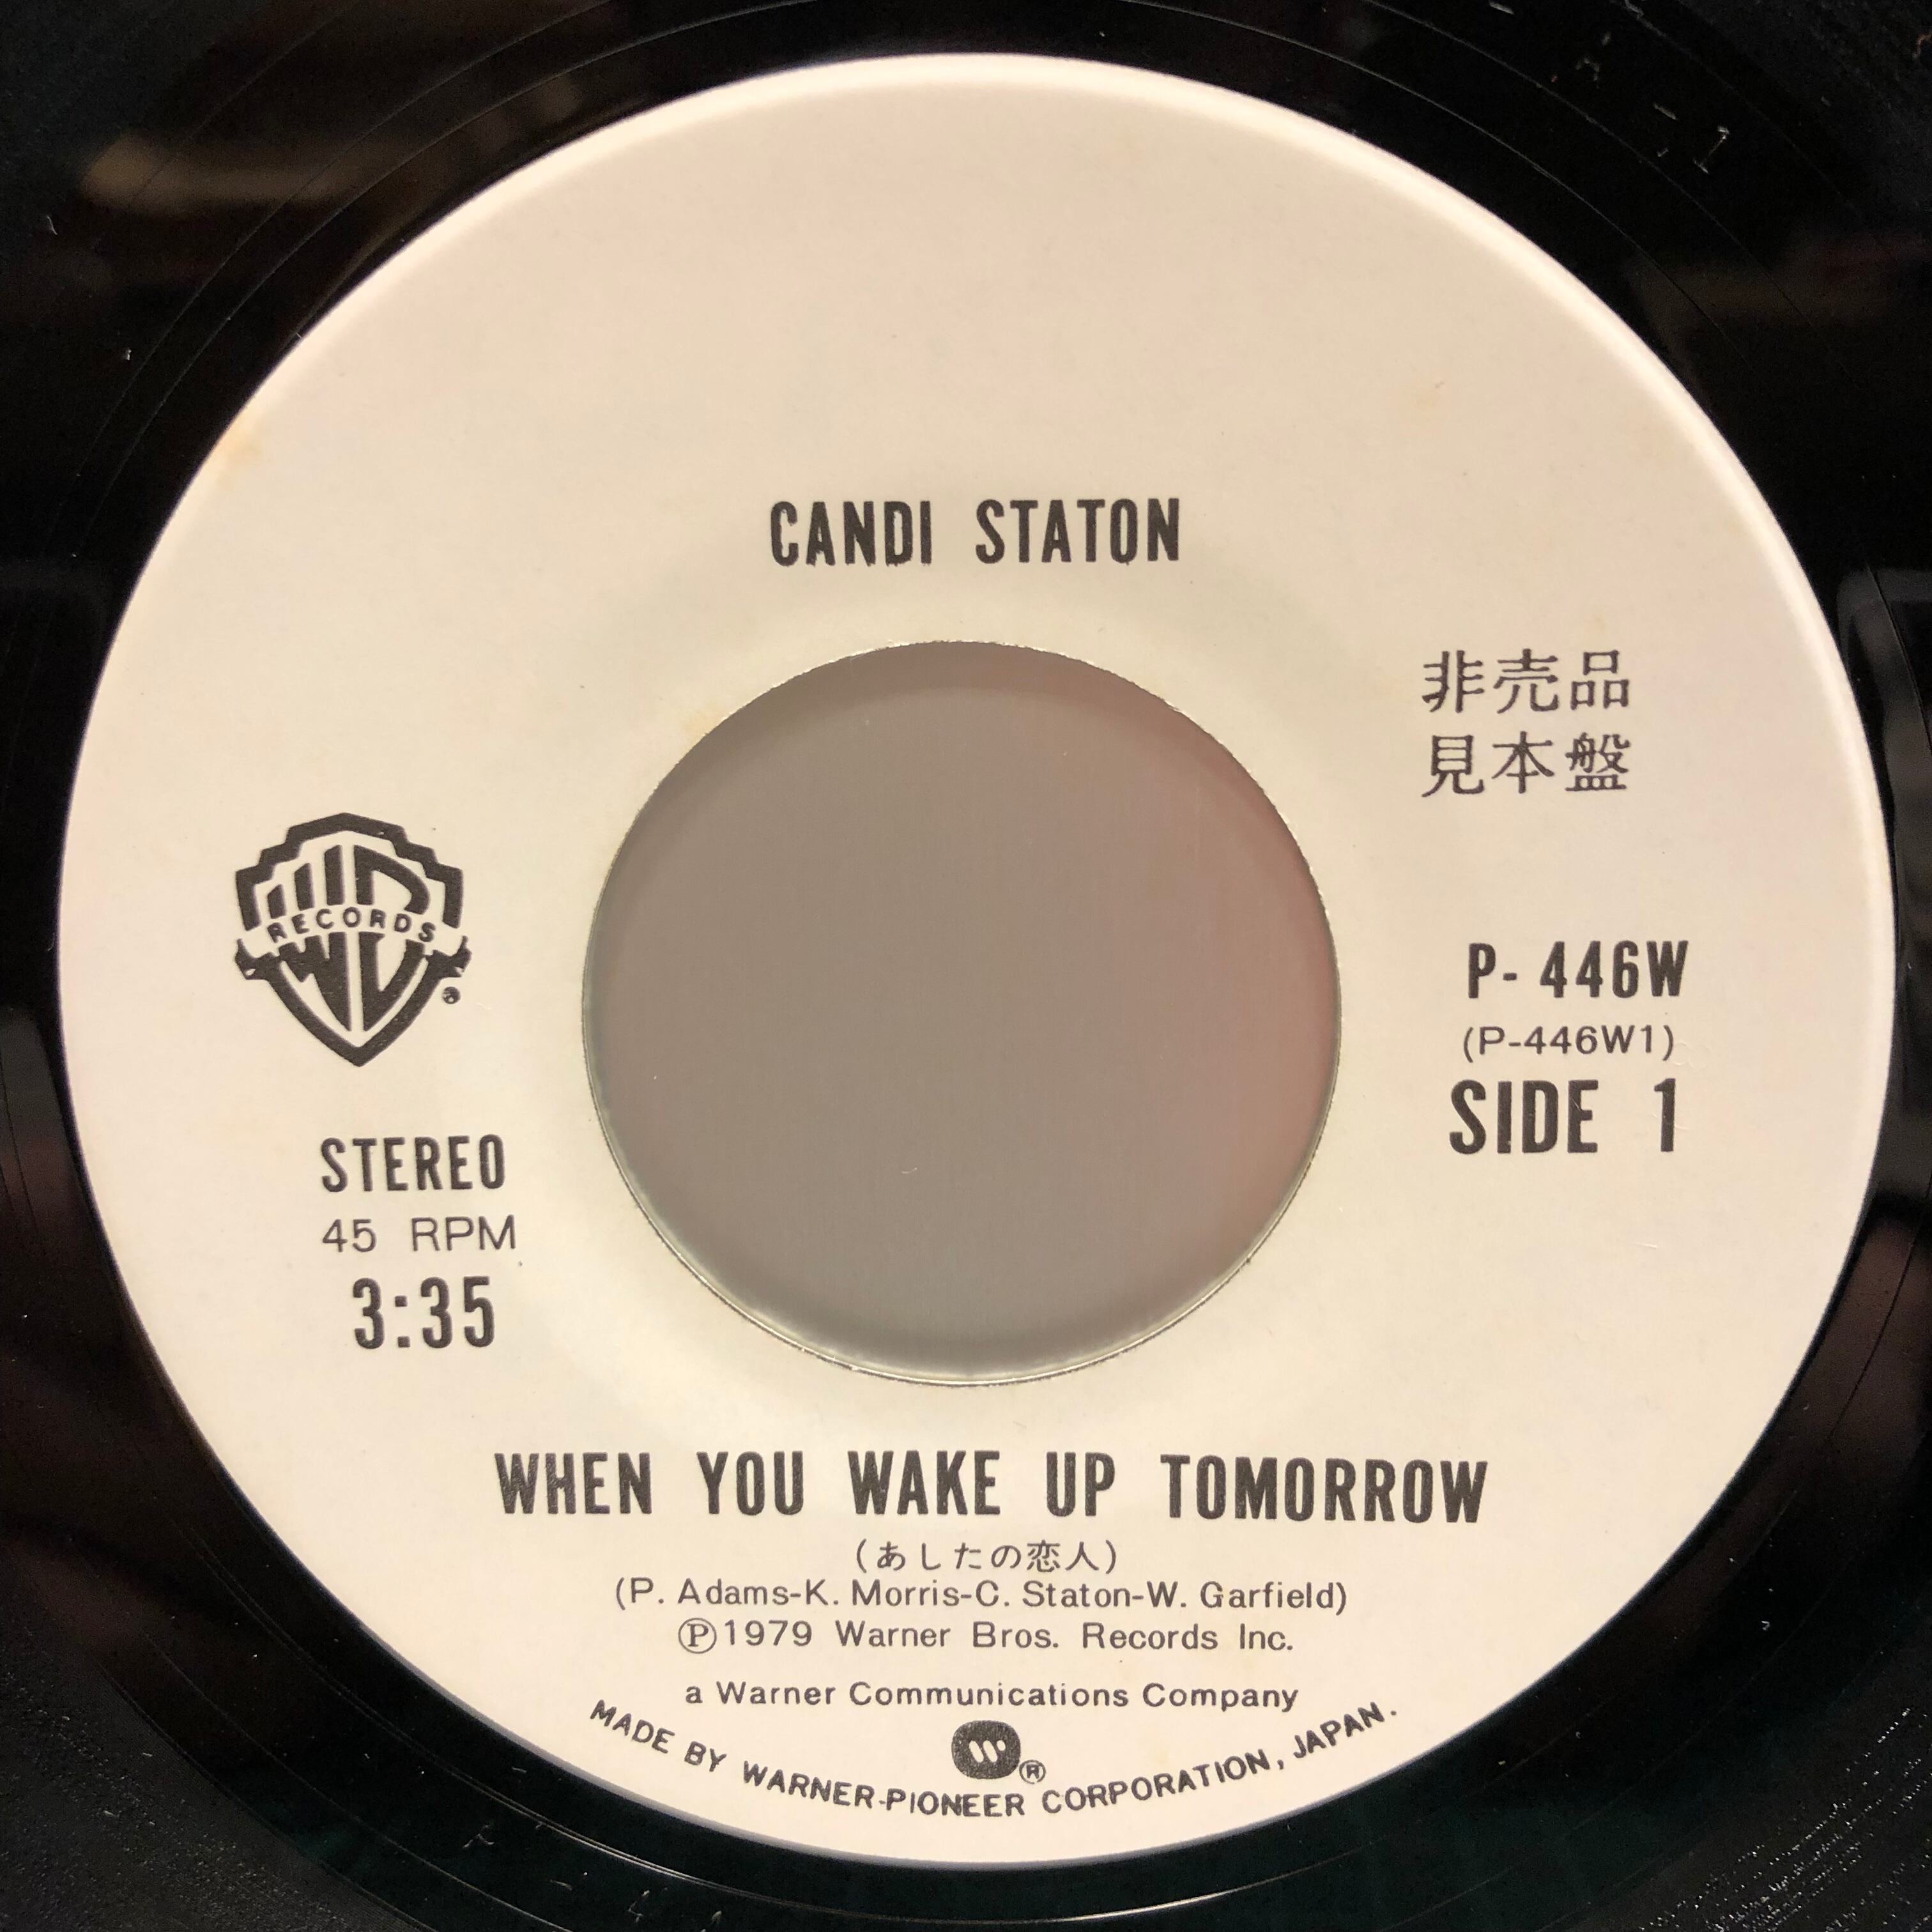 CANDI STATON
非売品
見本盤
RECORDS
P-446W
(P-446W1)
SIDE 1
STEREO
45 RPM
3:35
WHEN YOU WAKE UP TOMORROW
(あしたの恋人)
(P. Adams-K. Morris-C. Staton-W. Garfield)
Ⓟ1979 Warner Bros. Records Inc.
a Warner Communications Company
®
MADE BY WARNER-PIONEER CORPORATION, JAPAN.